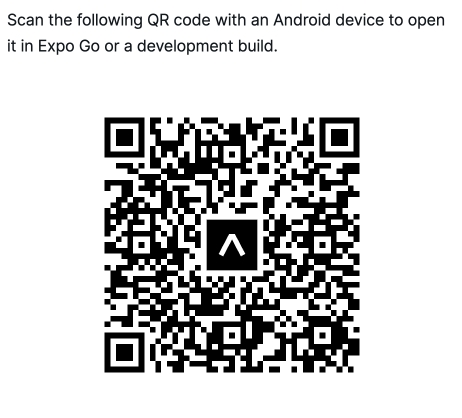 Scan the following QR code with an Android device to open
it in Expo Go or a development build.